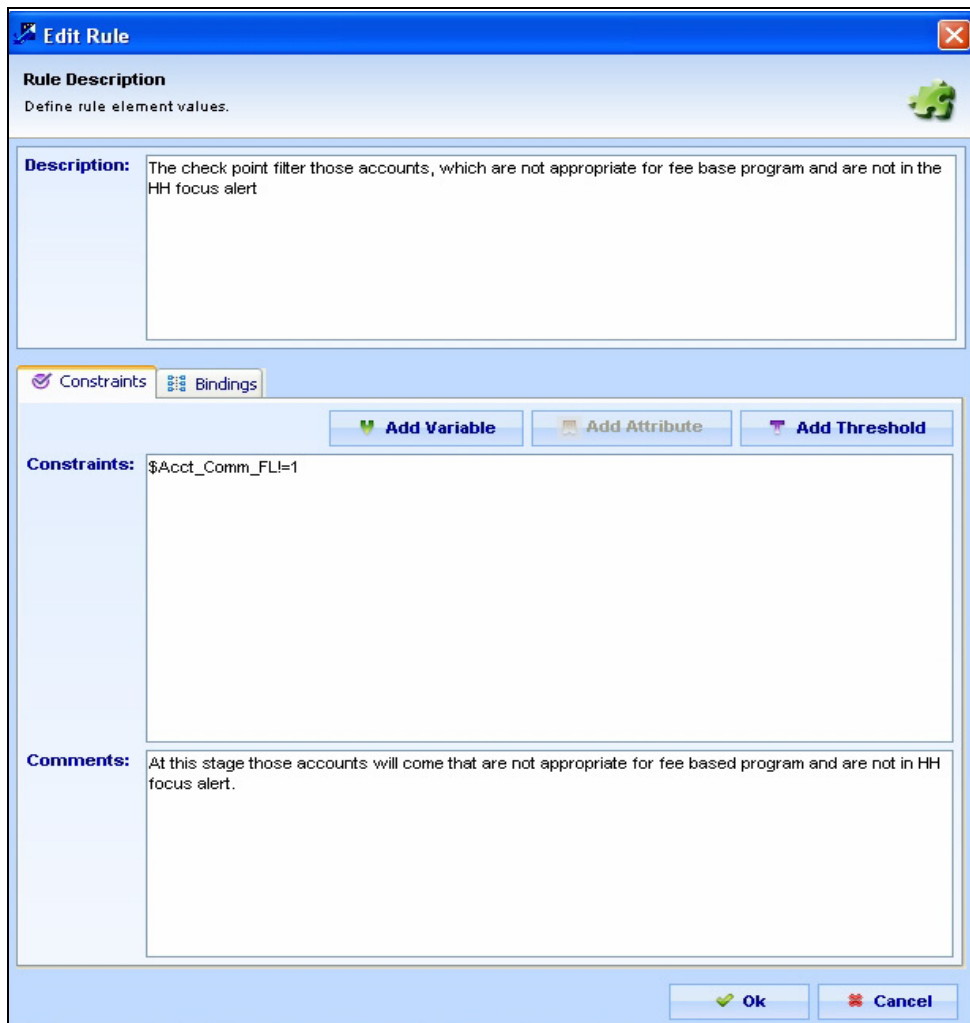 Edit Rule
Rule Description
Define rule element values.
Description:
The check point filter those accounts, which are not appropriate for fee base program and are not in the
HH focus alert
Constraints
Bindings
Add Variable
Add Attribute
Add Threshold
Constraints:
$Acct_Comm_FL!=1
Comments:
At this stage those accounts will come that are not appropriate for fee based program and are not in HH
focus alert.
Ok
Cancel